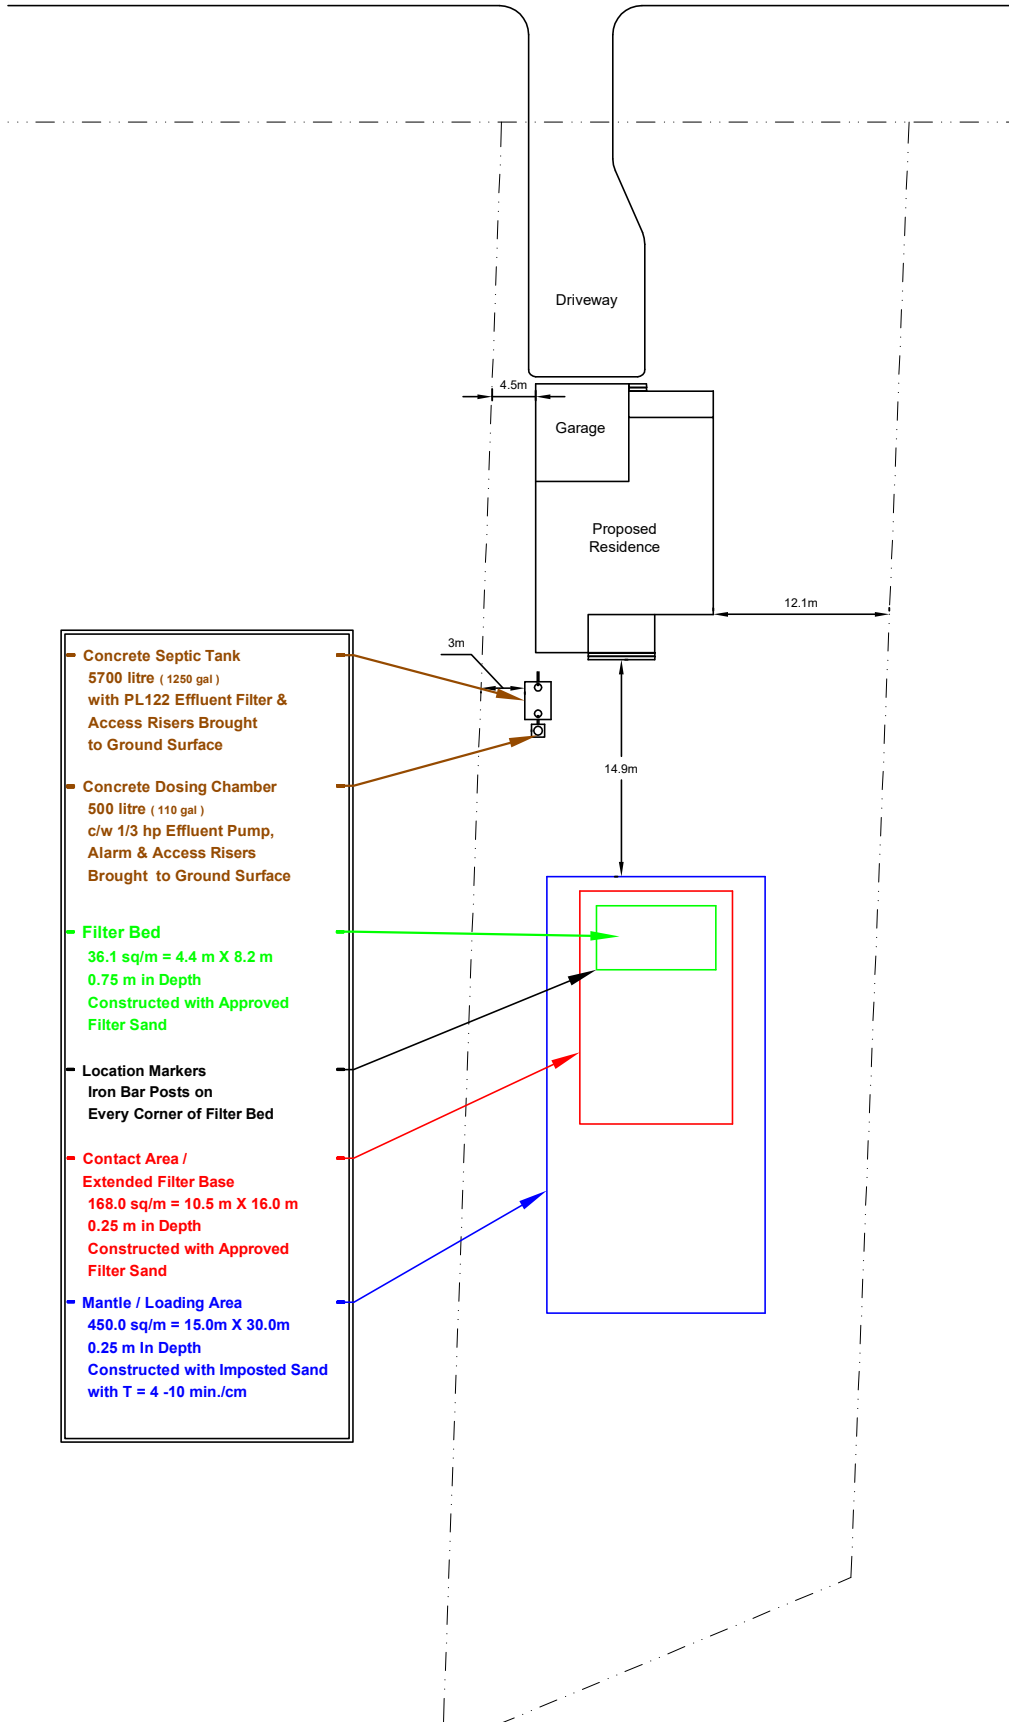 Driveway
4.5m
Garage
Proposed
Residence
12.1m
3m
14.9m
Concrete Septic Tank
5700 litre ( 1250 gal )
with PL122 Effluent Filter &
Access Risers Brought
to Ground Surface
Concrete Dosing Chamber
500 litre ( 110 gal )
c/w 1/3 hp Effluent Pump,
Alarm & Access Risers
Brought to Ground Surface
Filter Bed
36.1 sq/m = 4.4 m X 8.2 m
0.75 m in Depth
Constructed with Approved
Filter Sand
Location Markers
Iron Bar Posts on
Every Corner of Filter Bed
Contact Area /
Extended Filter Base
168.0 sq/m = 10.5 m X 16.0 m
0.25 m in Depth
Constructed with Approved
Filter Sand
Mantle / Loading Area
450.0 sq/m = 15.0m X 30.0m
0.25 m In Depth
Constructed with Imposted Sand
with T = 4 -10 min./cm